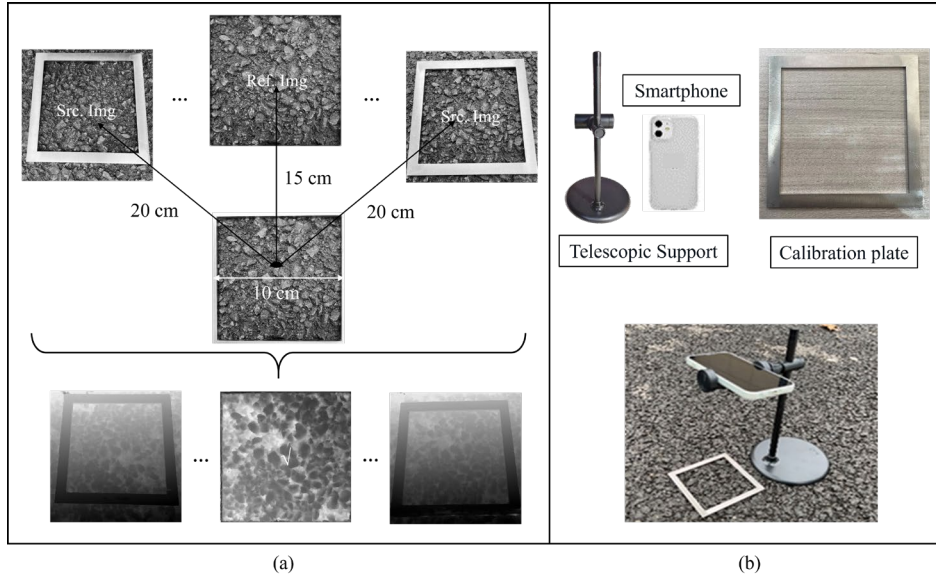 Src. Img
...
Ref. Img
...
Src. Img
15 cm
20 cm
20 cm
10 cm
...
...
Smartphone
Telescopic Support
Calibration plate
(a)
(b)